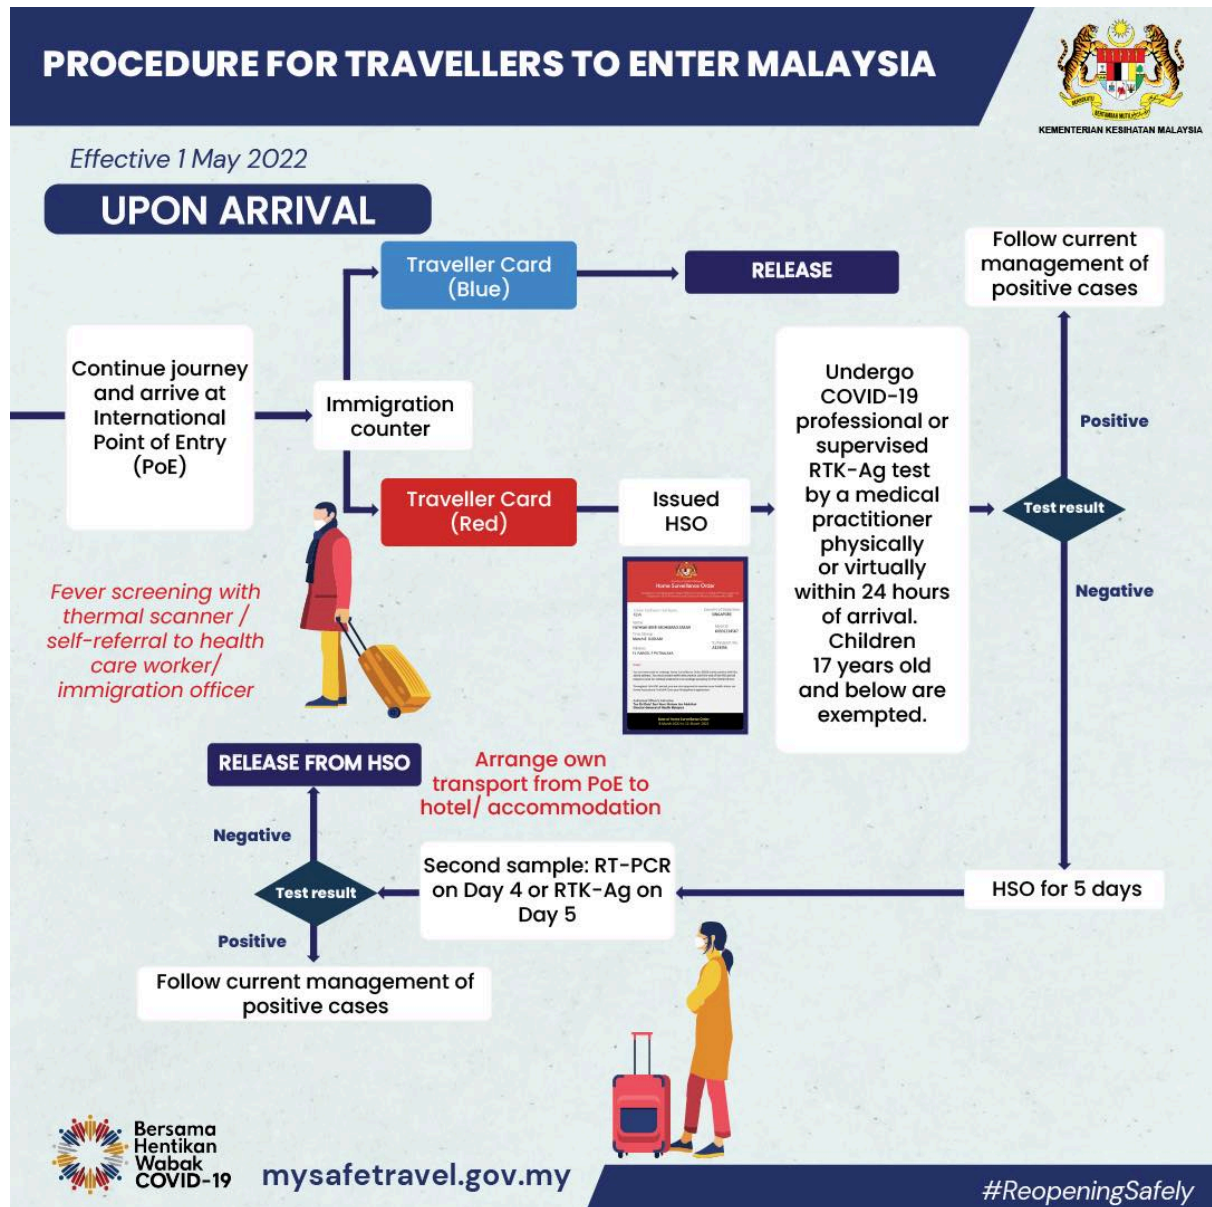 PROCEDURE FOR TRAVELLERS TO ENTER MALAYSIA
KEMENTERIAN KESIHATAN MALAYSIA
Effective 1 May 2022
UPON ARRIVAL
Continue journey
and arrive at
International
Point of Entry
(PoE)
Immigration
counter
Traveller Card
(Blue)
RELEASE
Traveller Card
(Red)
Issued
HSO
Home Surveillance Order
Undergo
COVID-19
professional or
supervised
RTK-Ag test
by a medical
practitioner
physically
or virtually
within 24 hours
of arrival.
Children
17 years old
and below are
exempted.
Follow current
management of
positive cases
Positive
Test result
Negative
Fever screening with
thermal scanner /
self-referral to health
care worker/
immigration officer
RELEASE FROM HSO
Arrange own
transport from PoE to
hotel/ accommodation
Negative
Test result
Positive
Second sample: RT-PCR
on Day 4 or RTK-Ag on
Day 5
HSO for 5 days
Follow current management of
positive cases
Bersama
Hentikan
Wabak
COVID-19
mysafetravel.gov.my
#ReopeningSafely